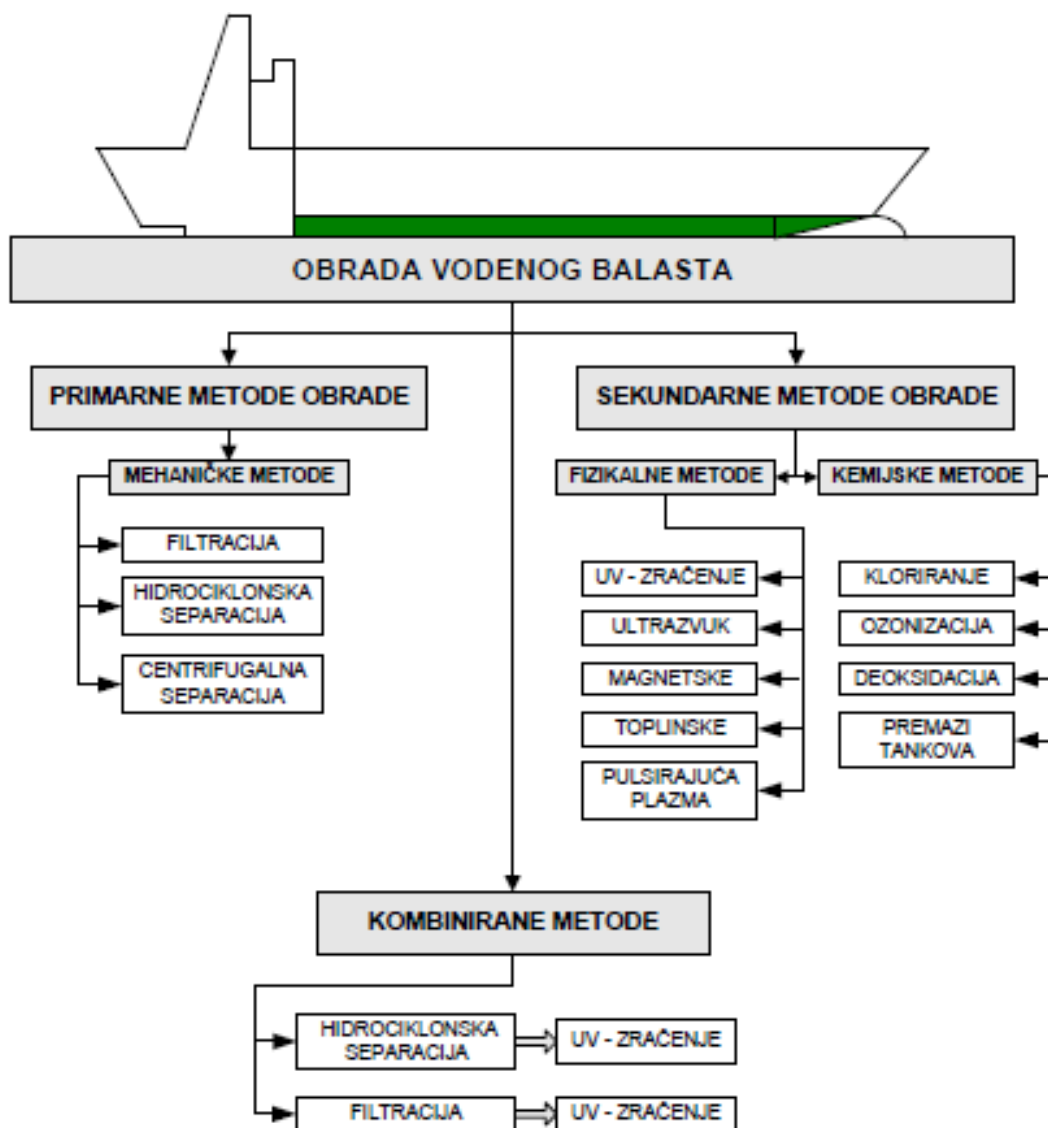 OBRADA VODENOG BALASTA
PRIMARNE METODE OBRADE
MEHANIČKE METODE
FILTRACIJA
HIDROCIKLONSKA
SEPARACIJA
CENTRIFUGALNA
SEPARACIJA
SEKUNDARNE METODE OBRADE
FIZIKALNE METODE
UV - ZRAČENJE
ULTRAZVUK
MAGNETSKE
TOPLINSKE
PULSIRAJUĆA
PLAZMA
KEMIJSKE METODE
KLORIRANJE
OZONIZACIJA
DEOKSIDACIJA
PREMAZI
TANKOVA
KOMBINIRANE METODE
HIDROCIKLONSKA
SEPARACIJA
UV - ZRAČENJE
FILTRACIJA
UV - ZRAČENJE